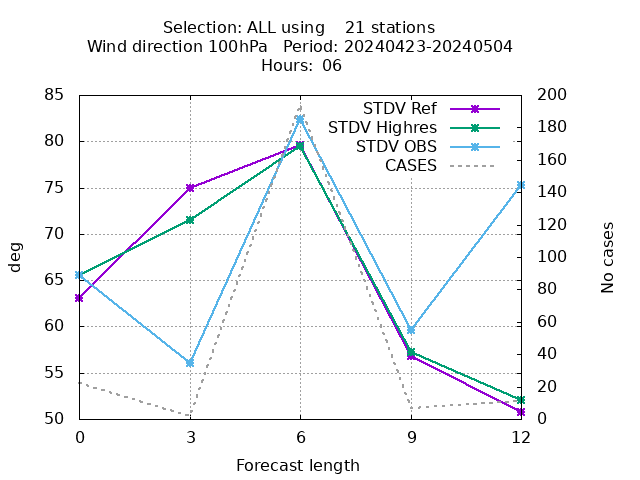 Selection: ALL using    21 stations
Wind direction 100hPa   Period: 20240423-20240504
Hours: 06
STDV Ref
STDV Highres
STDV OBS
CASES
85
80
75
70
65
60
55
50
deg
200
180
160
140
120
100
80
60
40
20
0
No cases
0 3 6 9 12
Forecast length